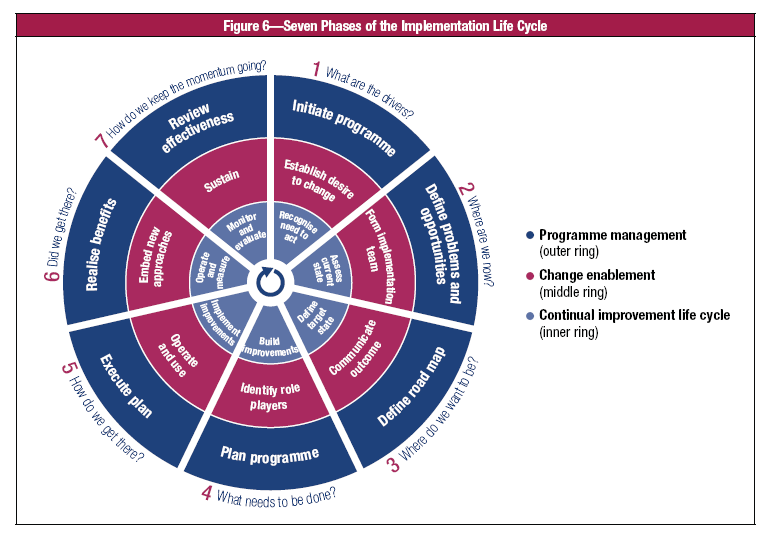 Figure 6—Seven Phases of the Implementation Life Cycle
1 What are the drivers?
Initiate programme
Establish desire
to change
Recognise
need to
act
2 Where are we now?
Define problems and
opportunities
Form implementation
team
Assess
current
state
3 Where do we want to be?
Define road map
Communicate
outcome
Define
target
state
4 What needs to be done?
Plan programme
Identify role
players
Build
improvements
5 How do we get there?
Execute plan
Operate
and use
Implement
improvements
6 Did we get there?
Realise benefits
Embed new
approaches
Operate
and
measure
7 How do we keep the momentum going?
Review
effectiveness
Sustain
Monitor
and
evaluate
Programme management
(outer ring)
Change enablement
(middle ring)
Continual improvement life cycle
(inner ring)